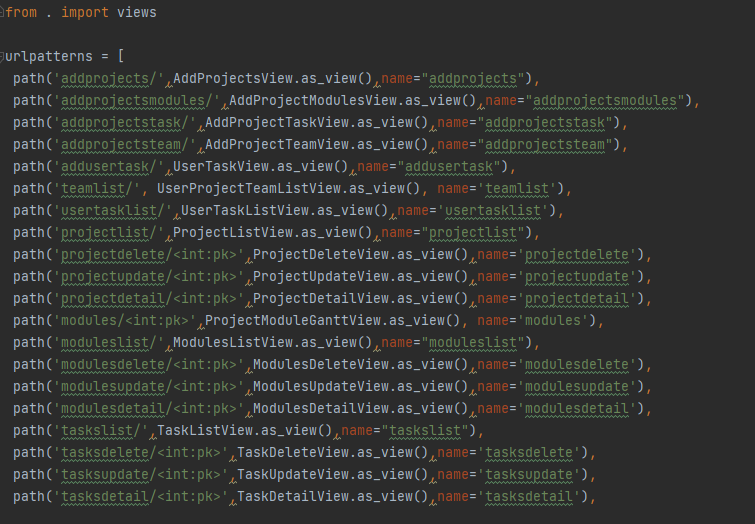 from . import views
urlpatterns = [
path('addprojects/',AddProjectsView.as_view(),name="addprojects"),
path('addprojectsmodules/',AddProjectModulesView.as_view(),name="addprojectsmodules"),
path('addprojectstask/',AddProjectTaskView.as_view(),name="addprojectstask"),
path('addprojectsteam/',AddProjectTeamView.as_view(),name="addprojectsteam"),
path('addusertask/',UserTaskView.as_view(),name="addusertask"),
path('teamlist/', UserProjectTeamListView.as_view(), name='teamlist'),
path('usertasklist/',UserTaskListView.as_view(),name='usertasklist'),
path('projectlist/',ProjectListView.as_view(),name="projectlist"),
path('projectdelete/<int:pk>',ProjectDeleteView.as_view(),name='projectdelete'),
path('projectupdate/<int:pk>',ProjectUpdateView.as_view(),name='projectupdate'),
path('projectdetail/<int:pk>',ProjectDetailView.as_view(),name='projectdetail'),
path('modules/<int:pk>',ProjectModuleGanttView.as_view(), name='modules'),
path('moduleslist/',ModulesListView.as_view(),name="moduleslist"),
path('modulesdelete/<int:pk>',ModulesDeleteView.as_view(),name='modulesdelete'),
path('modulesupdate/<int:pk>',ModulesUpdateView.as_view(),name='modulesupdate'),
path('modulesdetail/<int:pk>',ModulesDetailView.as_view(),name='modulesdetail'),
path('taskslist/',TaskListView.as_view(),name="taskslist"),
path('tasksdelete/<int:pk>',TaskDeleteView.as_view(),name='tasksdelete'),
path('tasksupdate/<int:pk>',TaskUpdateView.as_view(),name='tasksupdate'),
path('tasksdetail/<int:pk>',TaskDetailView.as_view(),name='tasksdetail'),